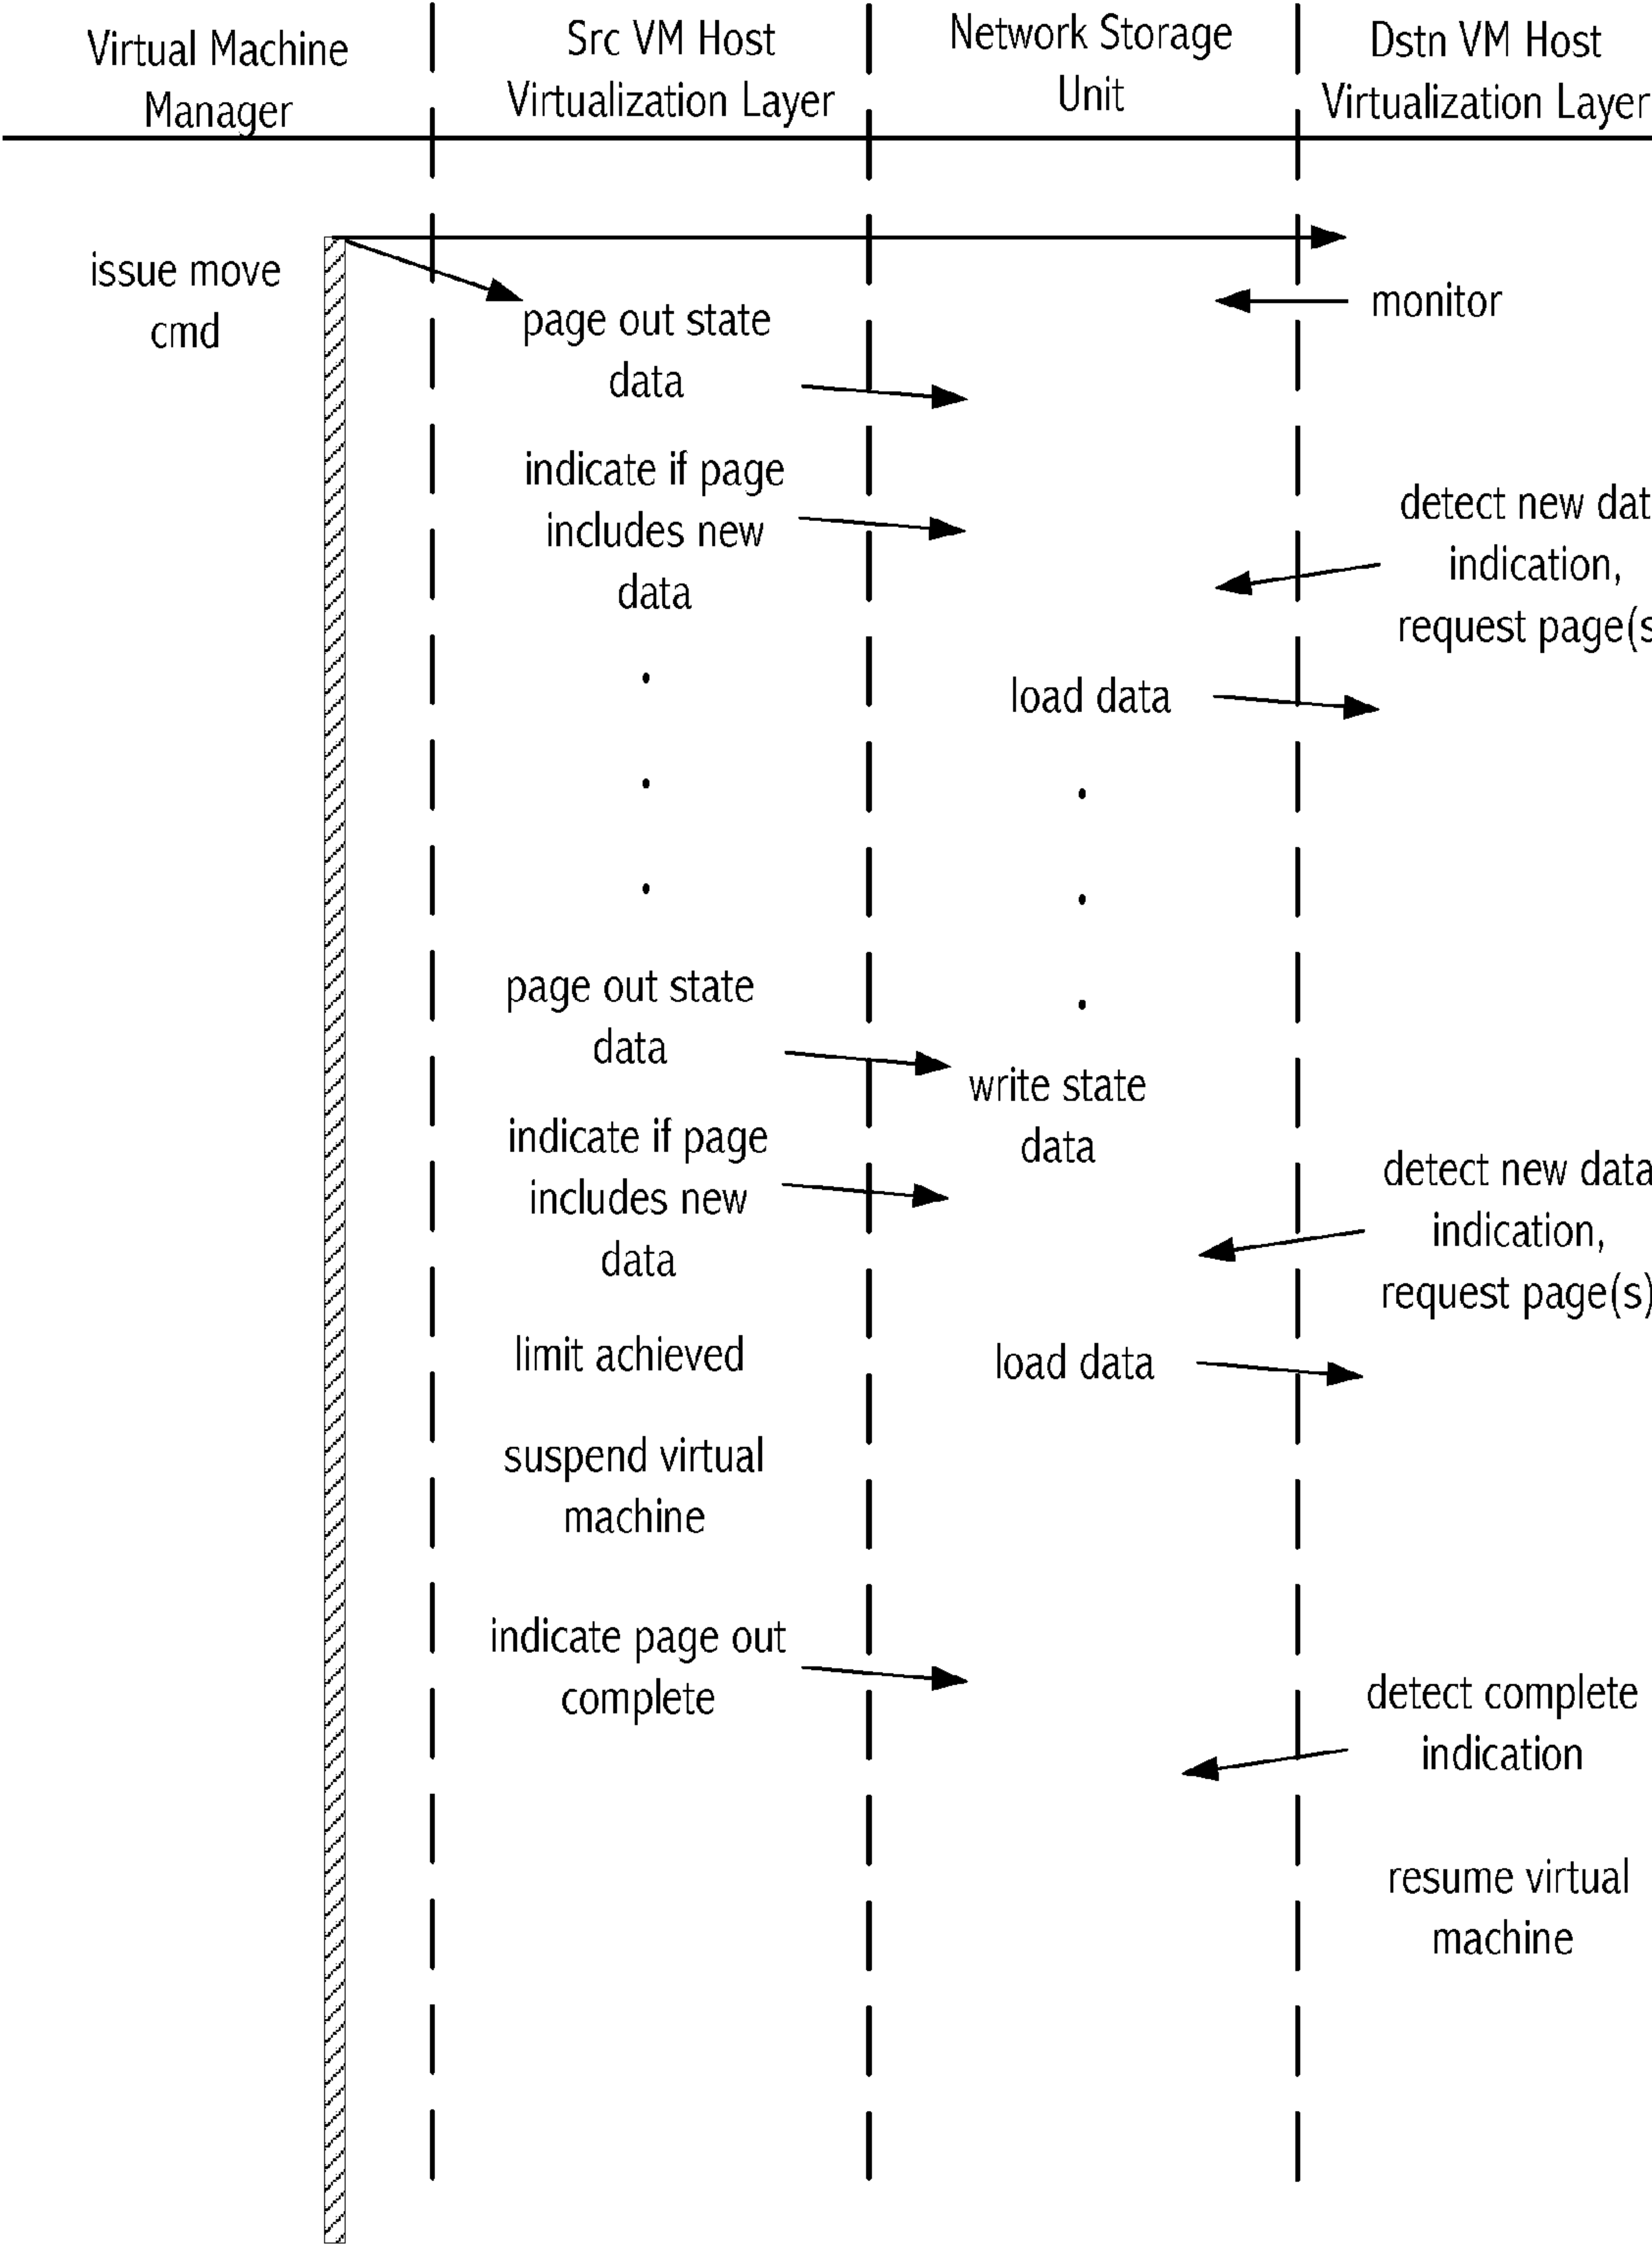 Virtual Machine
Manager
Src VM Host
Virtualization Layer
Network Storage
Unit
Dstn VM Host
Virtualization Layer
issue move
cmd
page out state
data
monitor
indicate if page
includes new
data
detect new dat
indication,
request page(s
load data
page out state
data
write state
data
indicate if page
includes new
data
detect new data
indication,
request page(s)
limit achieved
load data
suspend virtual
machine
indicate page out
complete
detect complete
indication
resume virtual
machine